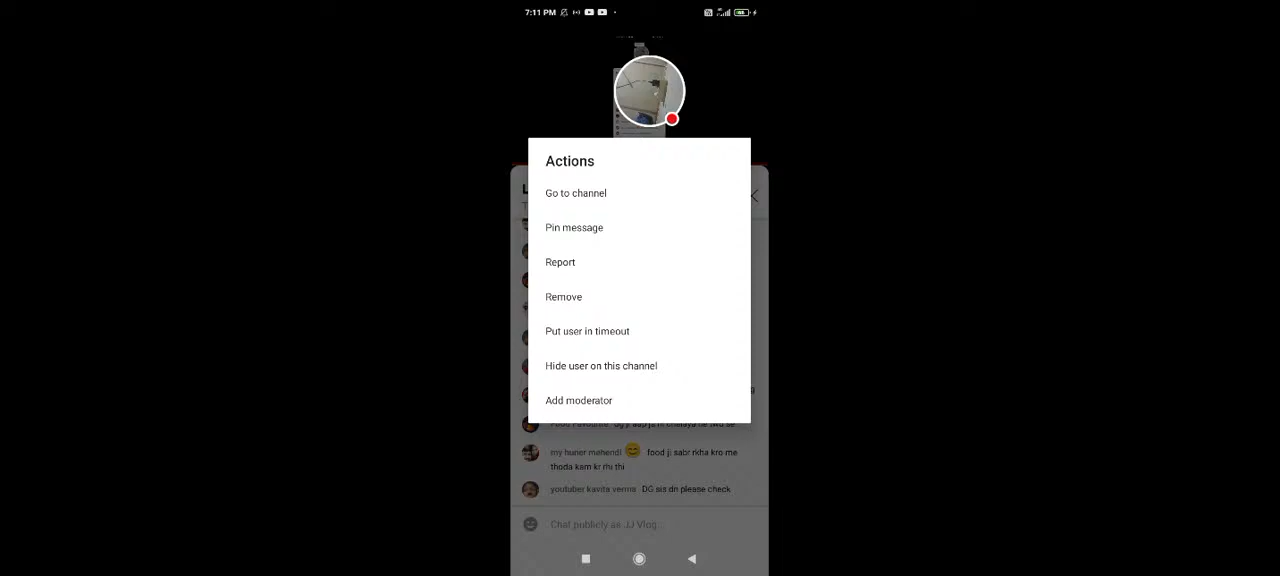 7:11 PM
Actions
Go to channel
Pin message
Report
Remove
Put user in timeout
Hide user on this channel
Add moderator
my huner mahendi 😊 food ji sabr rkha kro me
thoda kam kr rhi thi
youtuber kavita verma DG sis dn please check
Chat publicly as JJ Vlog...